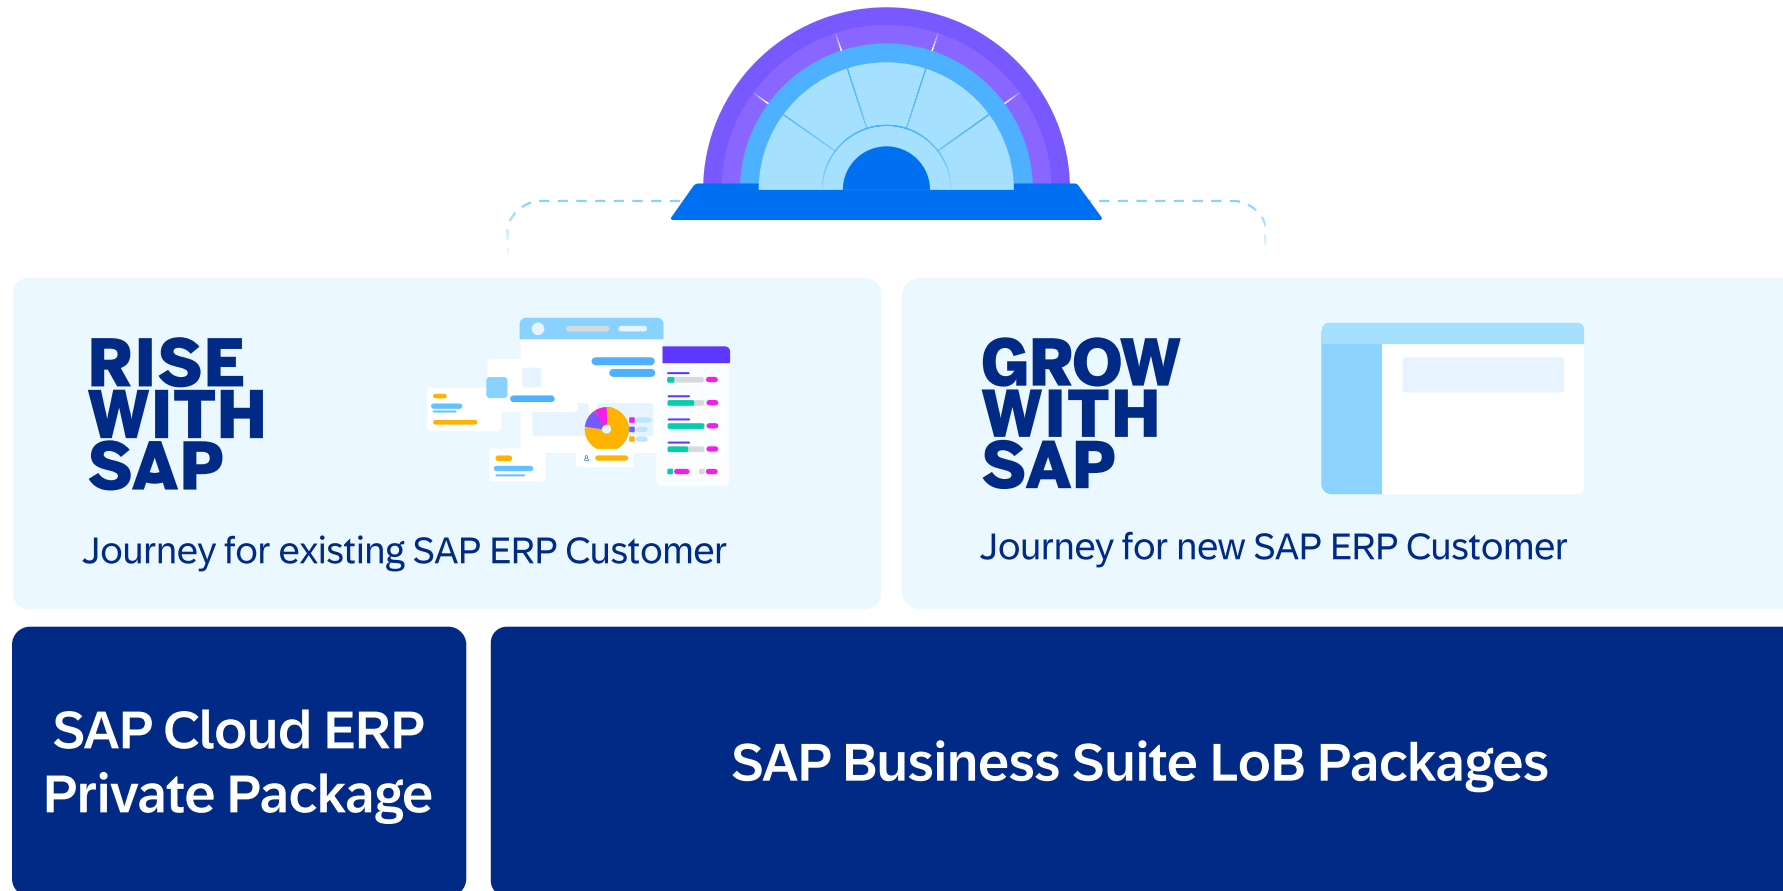 RISE
WITH
SAP
Journey for existing SAP ERP Customer
GROW
WITH
SAP
Journey for new SAP ERP Customer
SAP Cloud ERP
Private Package
SAP Business Suite LoB Packages